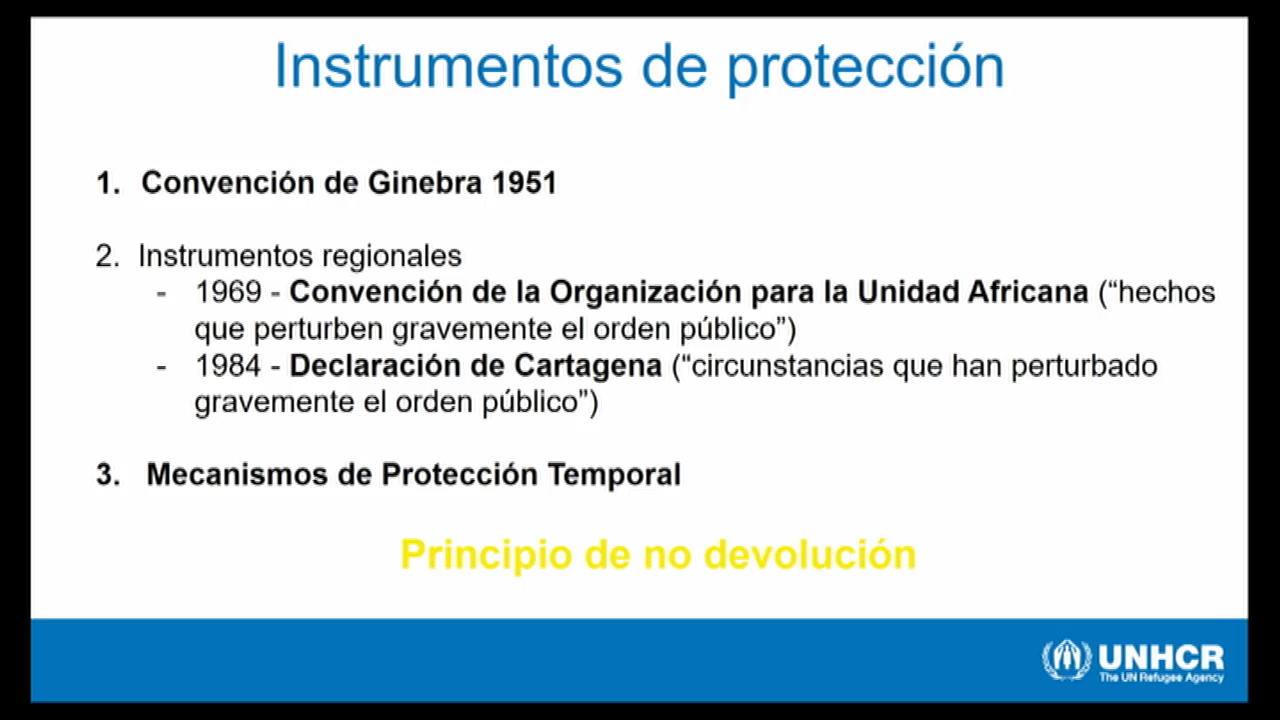 Instrumentos de protección
1. Convención de Ginebra 1951
2. Instrumentos regionales
- 1969 - Convención de la Organización para la Unidad Africana (“hechos
que perturben gravemente el orden público”)
- 1984 - Declaración de Cartagena (“circunstancias que han perturbado
gravemente el orden público”)
3. Mecanismos de Protección Temporal
Principio de no devolución
UNHCR
The UN Refugee Agency